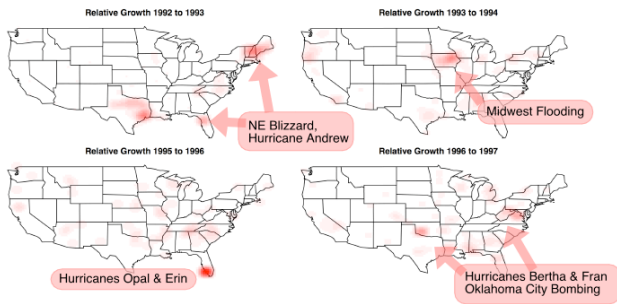 Relative Growth 1992 to 1993
Relative Growth 1993 to 1994
NE Blizzard,
Hurricane Andrew
Midwest Flooding
Relative Growth 1995 to 1996
Relative Growth 1996 to 1997
Hurricanes Opal & Erin
Hurricanes Bertha & Fran
Oklahoma City Bombing